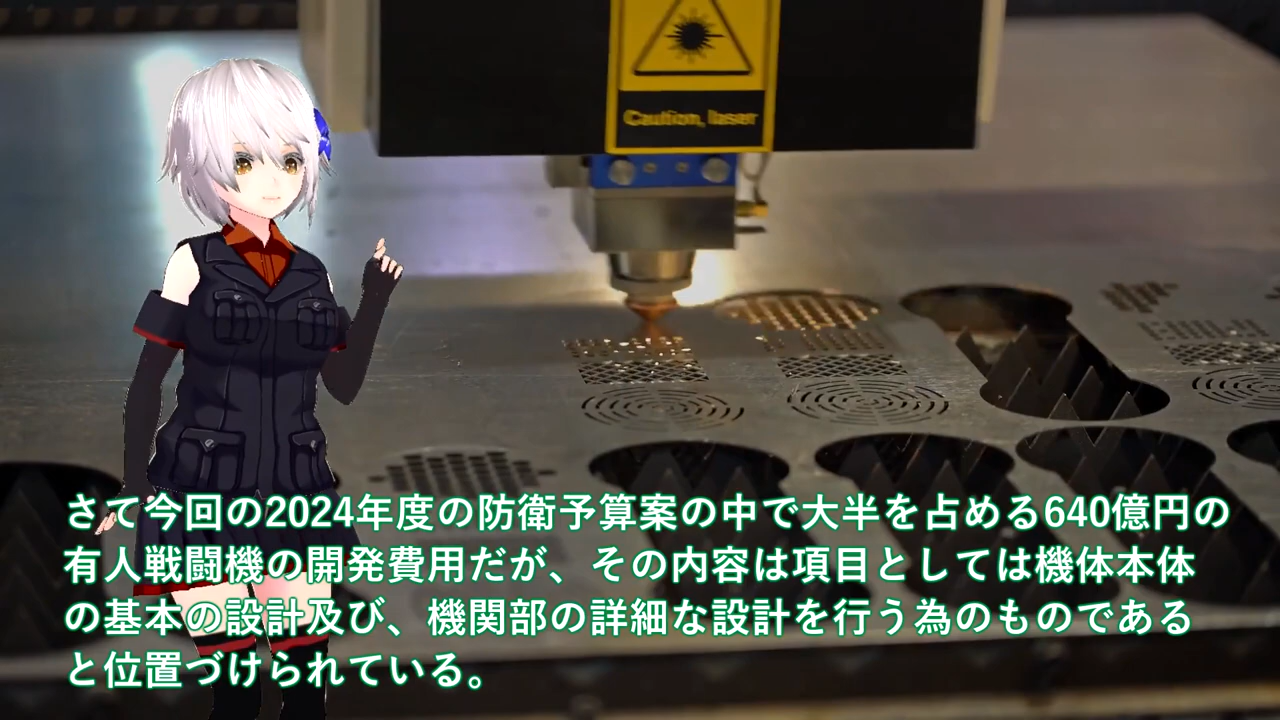 Caution, laser
さて今回の2024年度の防衛予算案の中で大半を占める640億円の
有人戦闘機の開発費用だが、その内容は項目としては機体本体
の基本の設計及び、機関部の詳細な設計を行う為のものである
と位置づけられている。